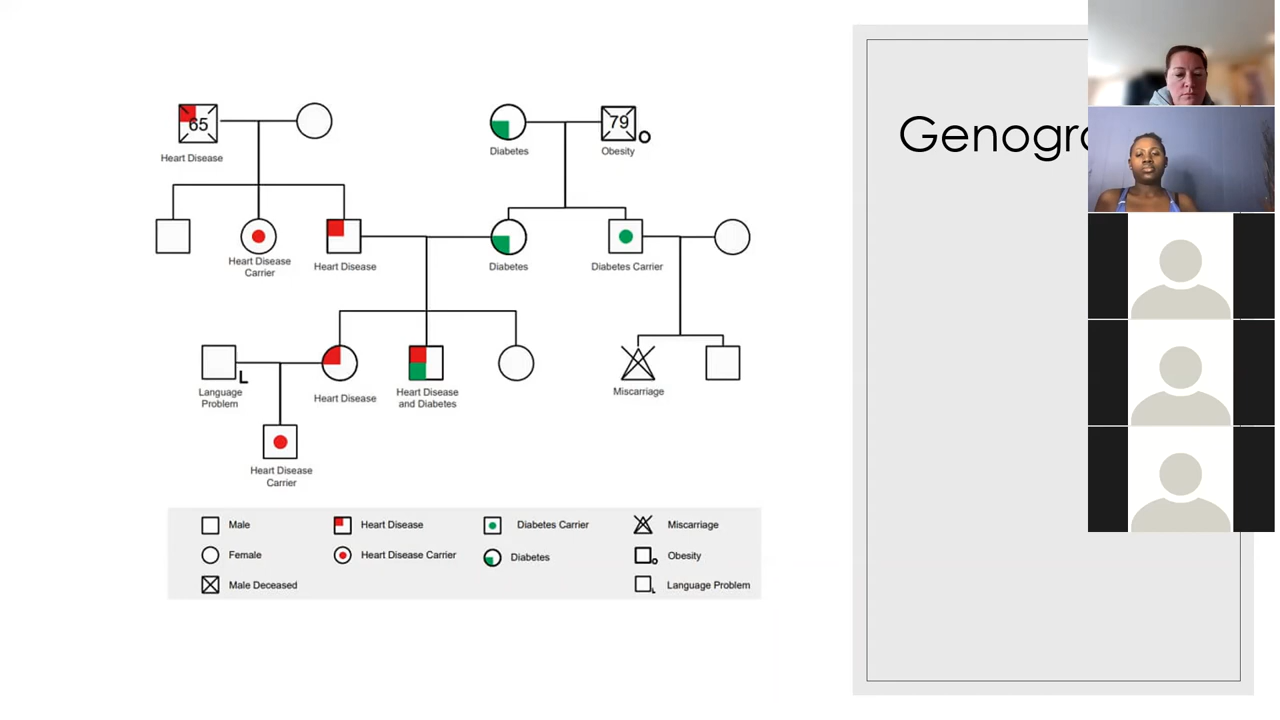 Genogr
65
79
Heart Disease
Diabetes
Obesity
Heart Disease
Carrier
Heart Disease
Diabetes
Diabetes Carrier
L
Language
Problem
Heart Disease
Heart Disease
and Diabetes
Miscarriage
Heart Disease
Carrier
Male
Heart Disease
Diabetes Carrier
Miscarriage
Female
Heart Disease Carrier
Diabetes
Obesity
Male Deceased
L
Language Problem